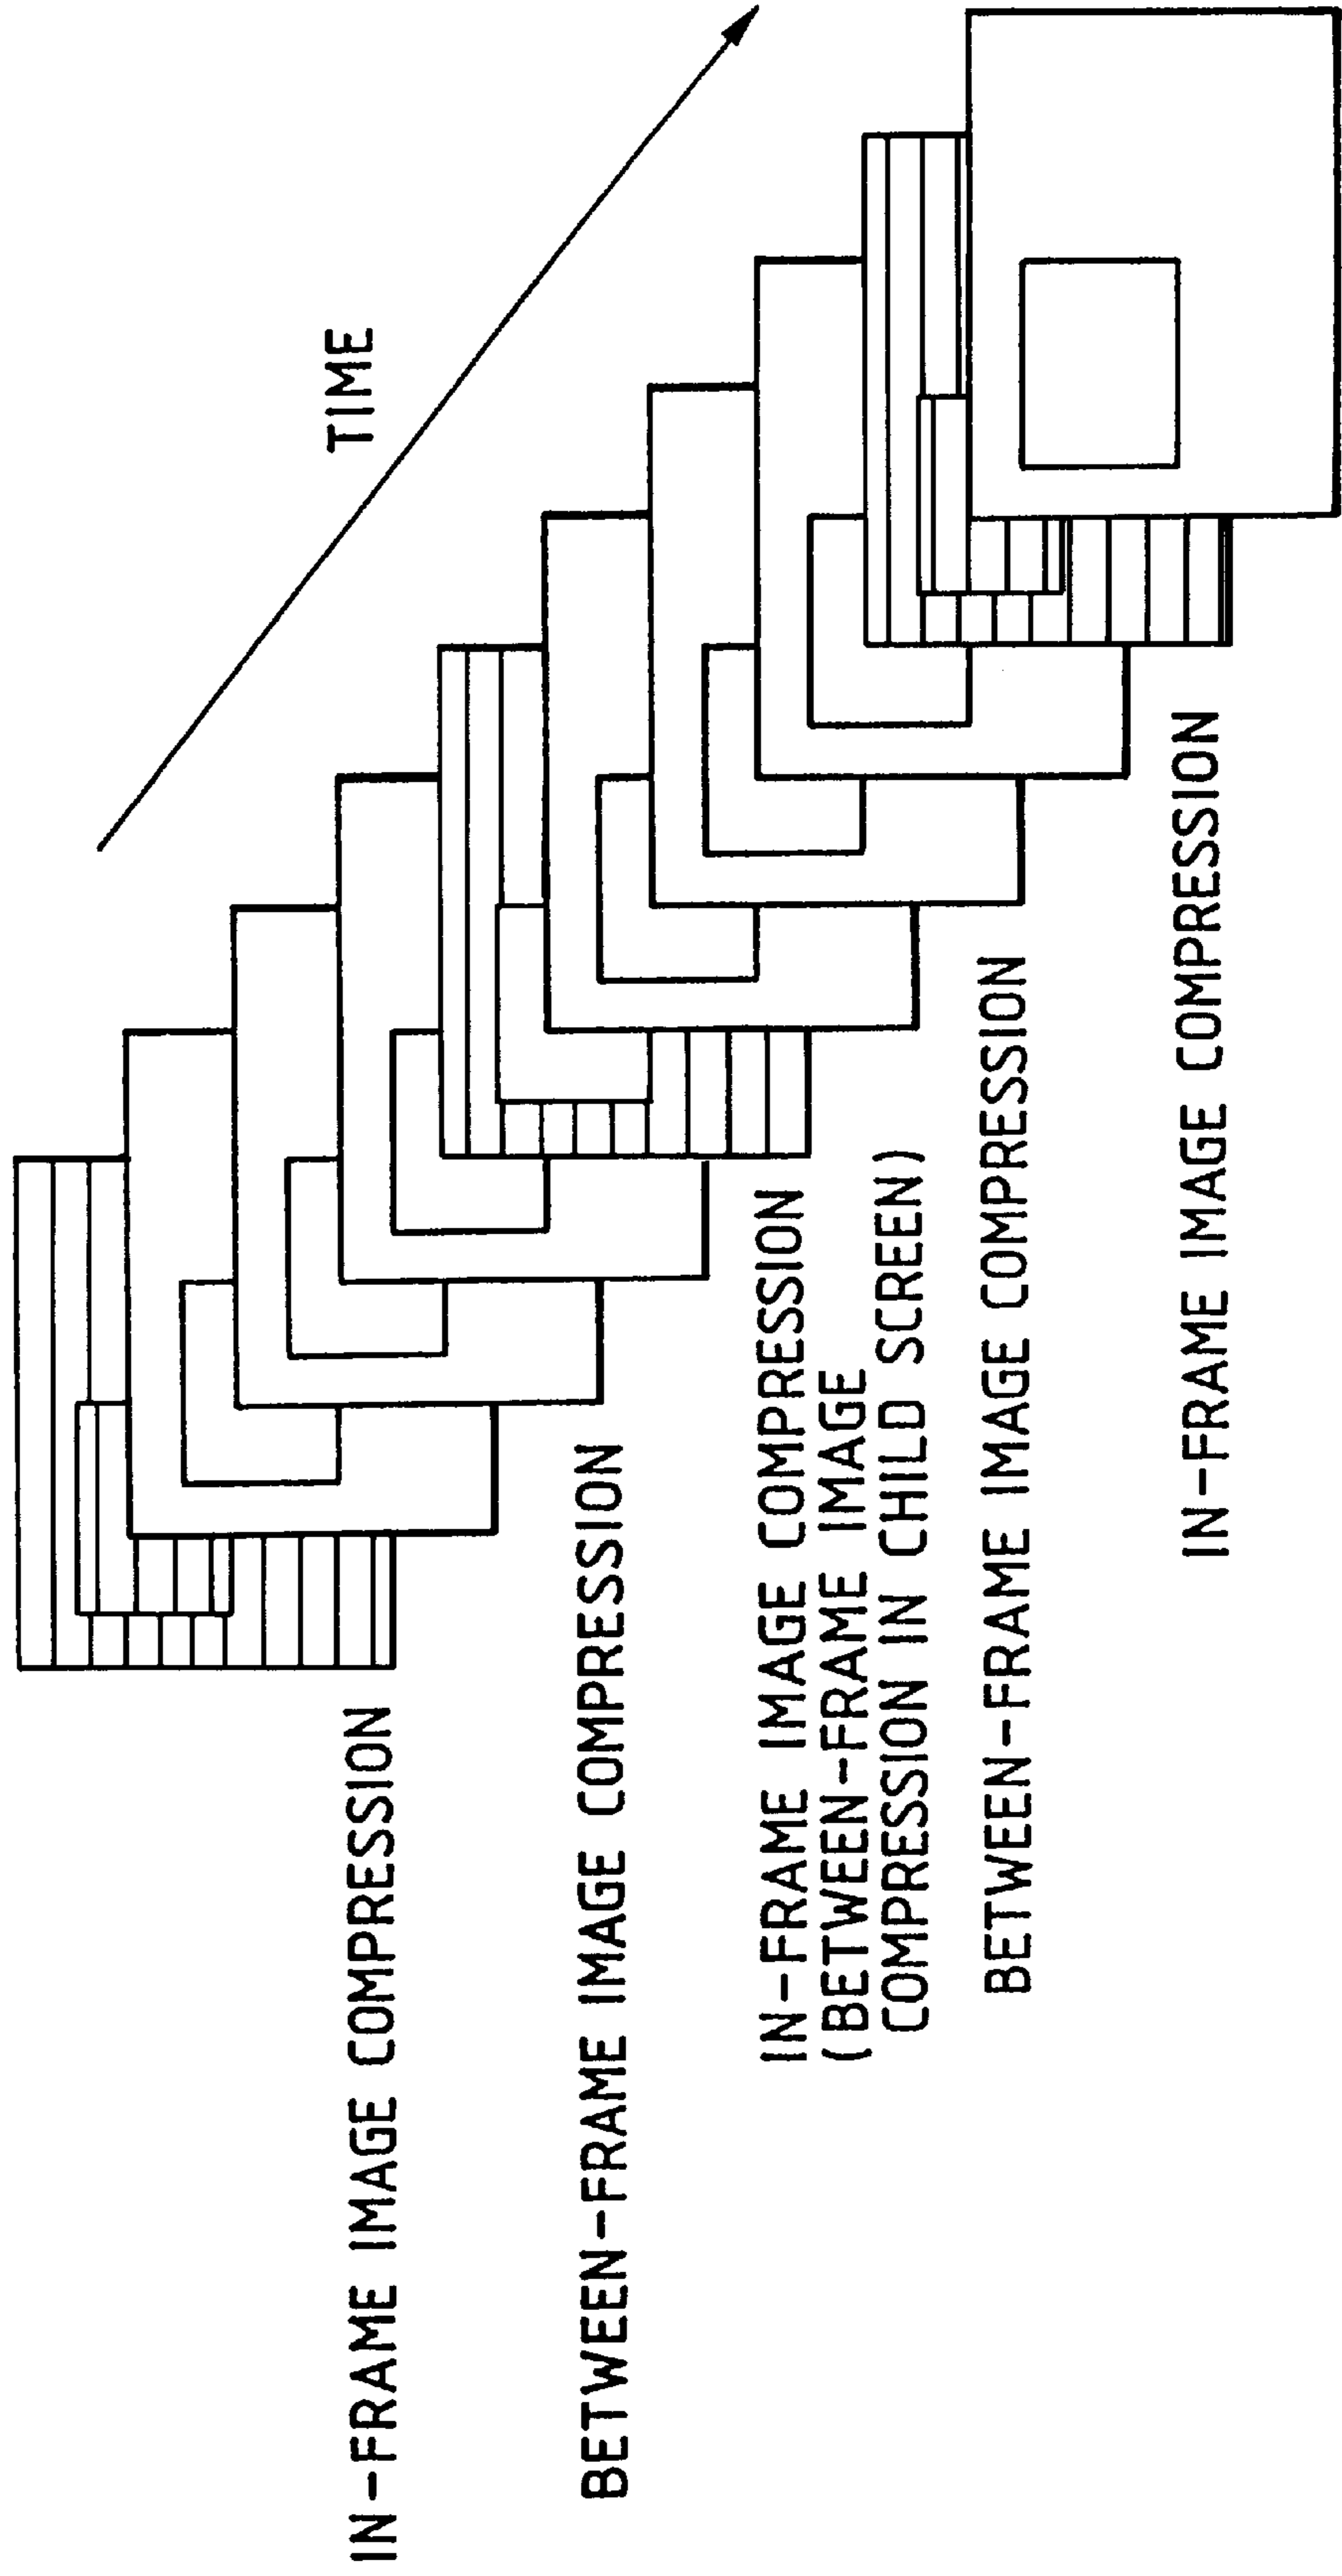 TIME
IN-FRAME IMAGE COMPRESSION
BETWEEN-FRAME IMAGE COMPRESSION
IN-FRAME IMAGE COMPRESSION
(BETWEEN-FRAME IMAGE
COMPRESSION IN CHILD SCREEN)
BETWEEN-FRAME IMAGE COMPRESSION
IN-FRAME IMAGE COMPRESSION